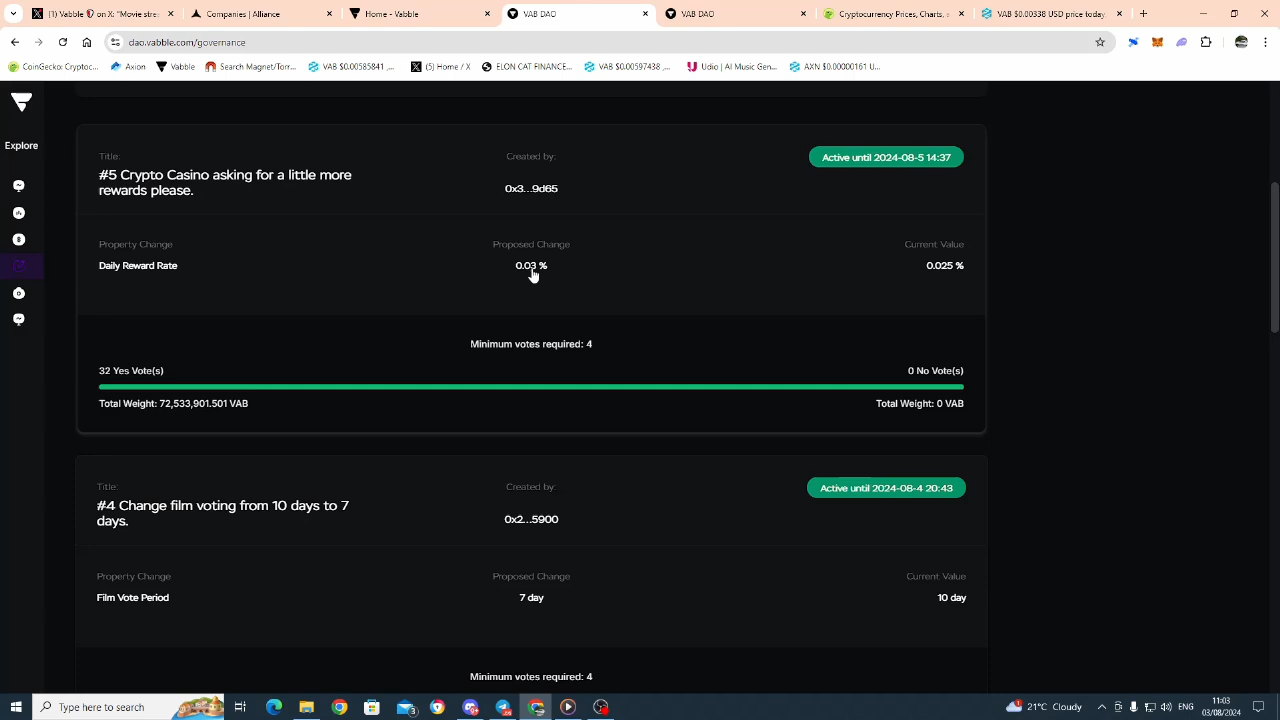 (1) Vabble
Home - Vabble
VAB DAO
VAB DAO
Cryptocurrency Prices, Charts,
VAB $0.00338 USD price today,
dao.vabble.com/governance
CoinGecko Cryptoc...
Axion
Vabble
Search Magnet/Torr...
VAB $0.00585841 ,...
(5) Home / X
ELON CAT FINANCE...
VAB $0.00597438 ,...
Udio | AI Music Gen...
AXN $0.00000161 U...
Explore
Title:
Created by:
Active until 2024-08-5 14:37
#5 Crypto Casino asking for a little more
rewards please.
0x3...9d65
Property Change
Proposed Change
Current Value
Daily Reward Rate
0.03 %
0.025 %
Minimum votes required: 4
32 Yes Vote(s)
0 No Vote(s)
Total Weight: 72,533,901.501 VAB
Total Weight: 0 VAB
Title:
Created by:
Active until 2024-08-4 20:43
#4 Change film voting from 10 days to 7
days.
0x2...5900
Property Change
Proposed Change
Current Value
Film Vote Period
7 day
10 day
Minimum votes required: 4
Type here to search
21°C Cloudy
ENG
11:03
03/08/2024